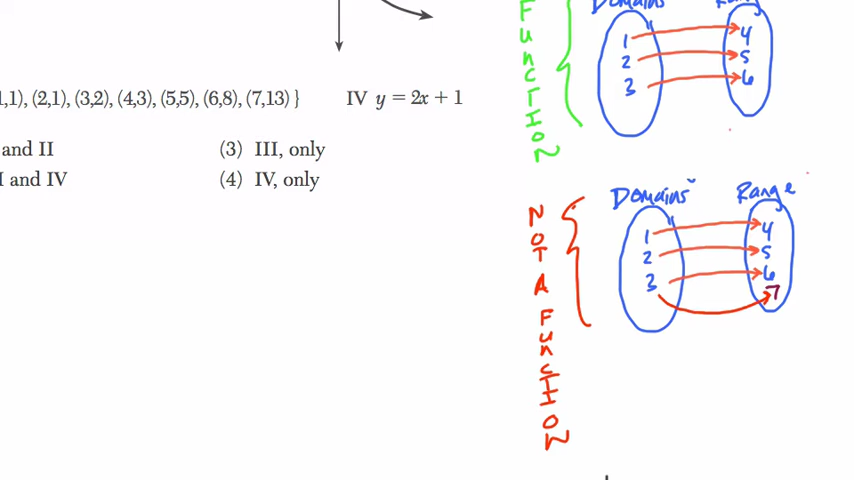 1,1), (2,1), (3,2), (4,3), (5,5), (6,8), (7,13) }
IV y = 2x + 1
and II
(3) III, only
I and IV
(4) IV, only
FUNCTION
Domains
1
2
3
4
5
6
NOT A FUNCTION
Domains
Range
1
2
3
4
5
6
7